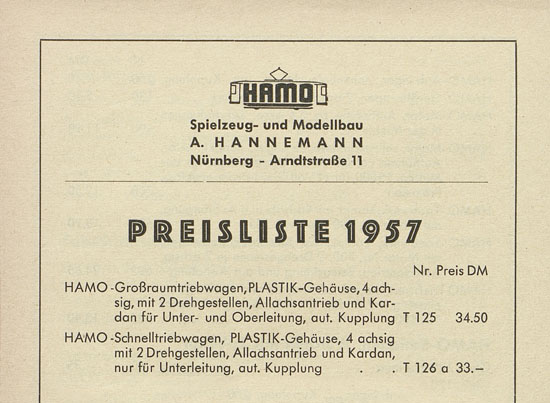 HAMO
Spielzeug- und Modellbau
A. HANNEMANN
Nürnberg - Arndtstraße 11
PREISLISTE 1957
Nr. Preis DM
HAMO-Großraumtriebwagen, PLASTIK-Gehäuse, 4 ach-
sig, mit 2 Drehgestellen, Allachsantrieb und Kar-
dan für Unter- und Oberleitung, aut. Kupplung T 125 34.50
HAMO-Schnelltriebwagen, PLASTIK-Gehäuse, 4 achsig
mit 2 Drehgestellen, Allachsantrieb und Kardan,
nur für Unterleitung, aut. Kupplung . . T 126 a 33.–